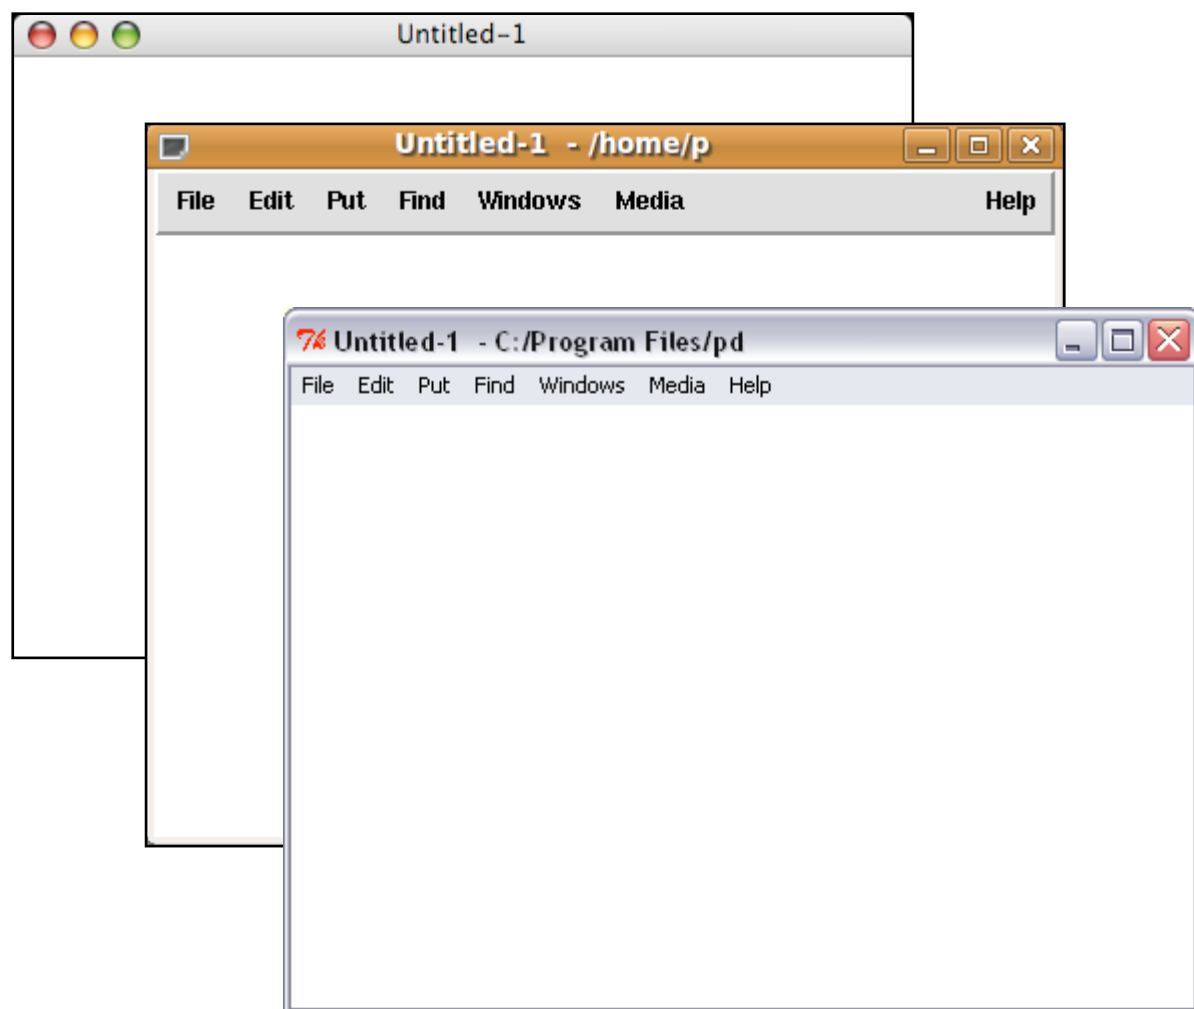 Untitled-1
Untitled-1 - /home/p
File Edit Put Find Windows Media Help
Untitled-1 - C:/Program Files/pd
File Edit Put Find Windows Media Help